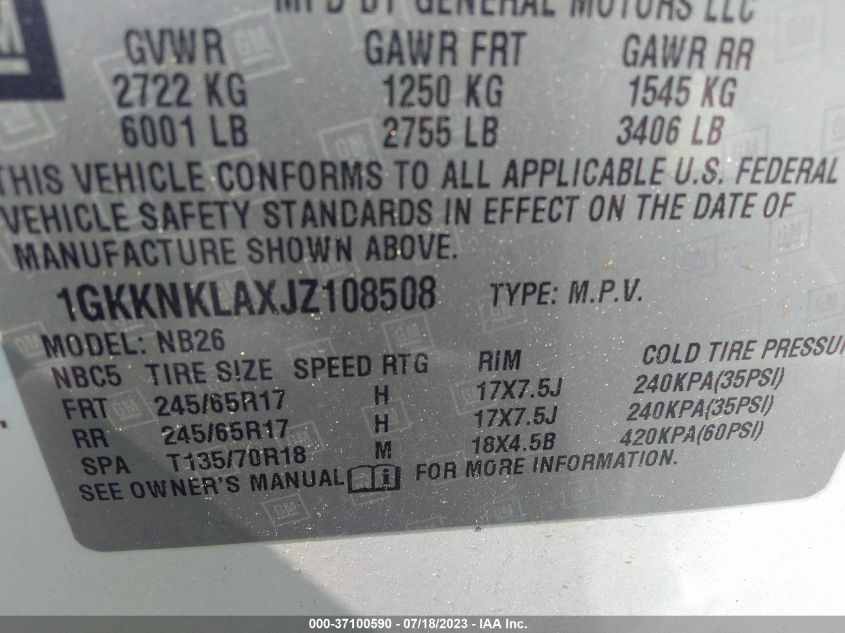 GM
MFD BY GENERAL MOTORS LLC
GVWR GAWR FRT GAWR RR
2722 KG 1250 KG 1545 KG
6001 LB 2755 LB 3406 LB
THIS VEHICLE CONFORMS TO ALL APPLICABLE U.S. FEDERAL
VEHICLE SAFETY STANDARDS IN EFFECT ON THE DATE OF
MANUFACTURE SHOWN ABOVE.
1GKKNKLAXJZ108508 TYPE: M.P.V.
MODEL: NB26
NBC5 TIRE SIZE SPEED RTG RIM COLD TIRE PRESSU
FRT 245/65R17 H 17X7.5J 240KPA(35PSI)
RR 245/65R17 H 17X7.5J 240KPA(35PSI)
SPA T135/70R18 M 18X4.5B 420KPA(60PSI)
SEE OWNER'S MANUAL i FOR MORE INFORMATION.
000-37100590 - 07/18/2023 - IAA Inc.